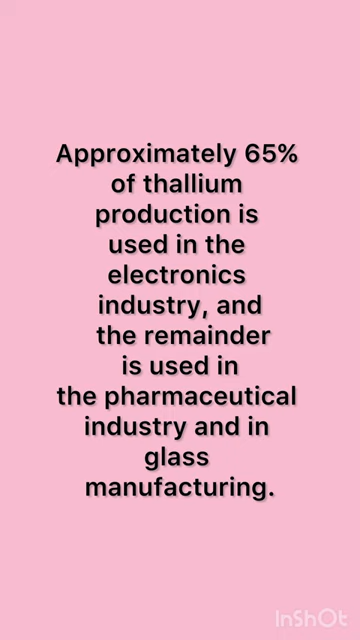 Approximately 65%
of thallium
production is
used in the
electronics
industry, and
the remainder
is used in
the pharmaceutical
industry and in
glass
manufacturing.
InShOt